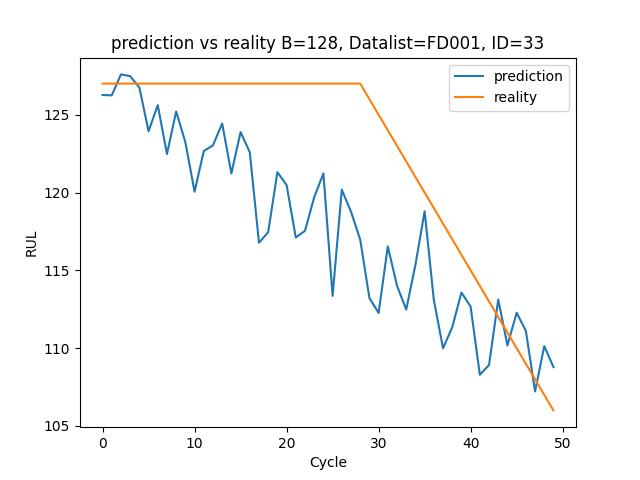 prediction vs reality B=128, Datalist=FD001, ID=33
prediction
reality
125
120
115
110
105
RUL
0 10 20 30 40 50
Cycle